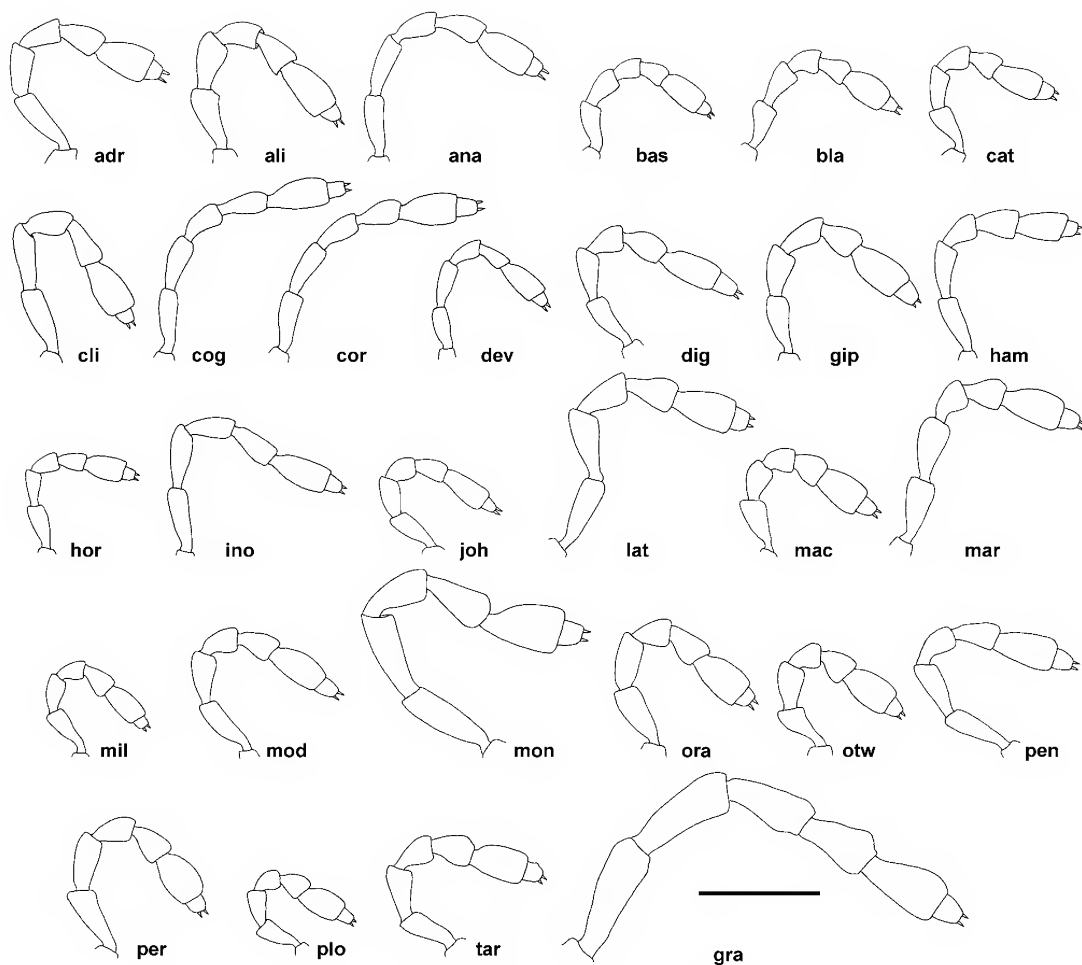 adr ali ana bas bla cat
cli cog cor dev dig gip ham
hor ino joh lat mac mar
mil mod mon ora otw pen
per plo tar gra